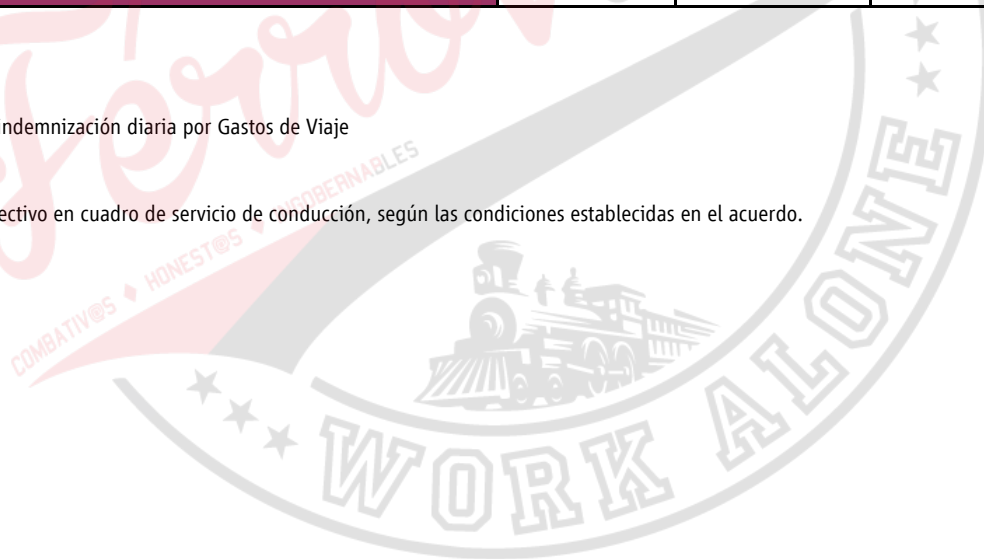 indemnización diaria por Gastos de Viaje
ectivo en cuadro de servicio de conducción, según las condiciones establecidas en el acuerdo.
COMBATIV@S ♦ HONEST@S ♦ INGOBERNABLES
WORK ALONE